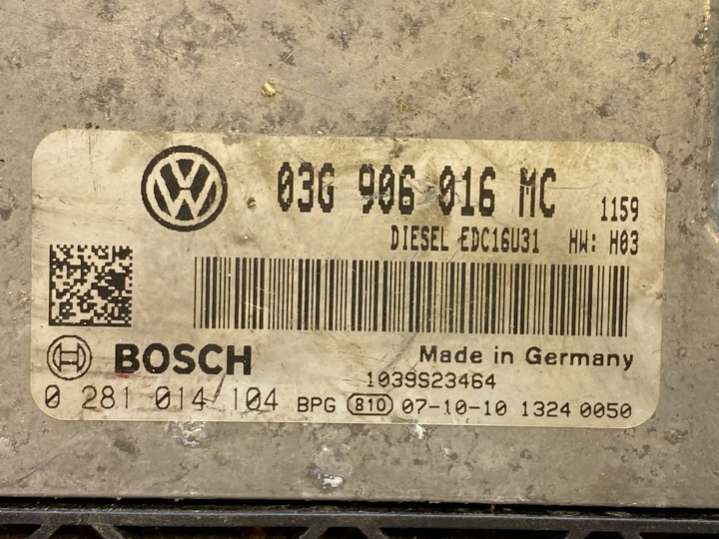 03G 906 016 MC 1159
DIESEL EDC16U31 HW: H03
BOSCH Made in Germany
1039S23464
0 281 014 104 BPG 810 07-10-10 1324 0050